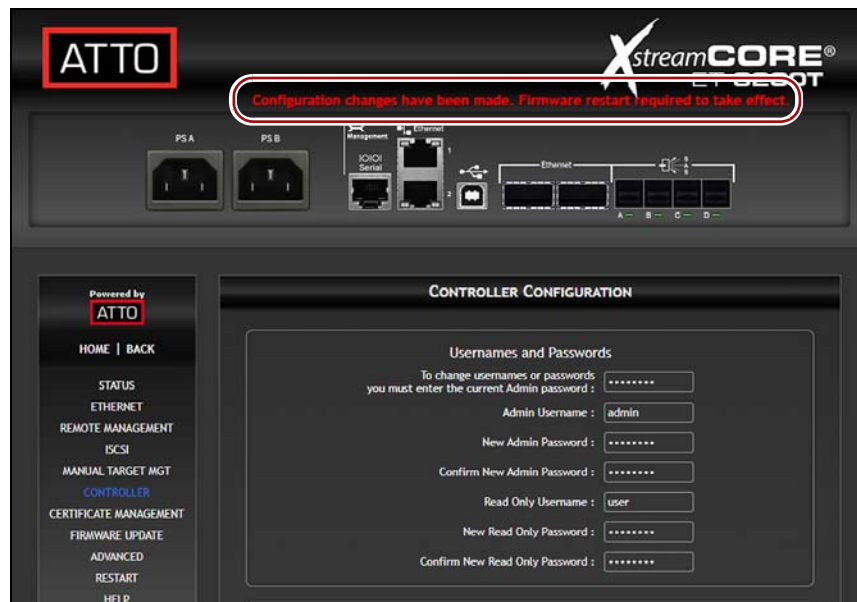 ATTO
XstreamCORE®
ET 8200T
Configuration changes have been made. Firmware restart required to take effect.
PS A
PS B
Management
Ethernet
IOIOI
Serial
1
2
Ethernet
SAS
A
B
C
D
Powered by
ATTO
HOME | BACK
STATUS
ETHERNET
REMOTE MANAGEMENT
ISCSI
MANUAL TARGET MGT
CONTROLLER
CERTIFICATE MANAGEMENT
FIRMWARE UPDATE
ADVANCED
RESTART
HELP
CONTROLLER CONFIGURATION
Usernames and Passwords
To change usernames or passwords
you must enter the current Admin password : ••••••••
Admin Username : admin
New Admin Password : ••••••••
Confirm New Admin Password : ••••••••
Read Only Username : user
New Read Only Password : ••••••••
Confirm New Read Only Password : ••••••••